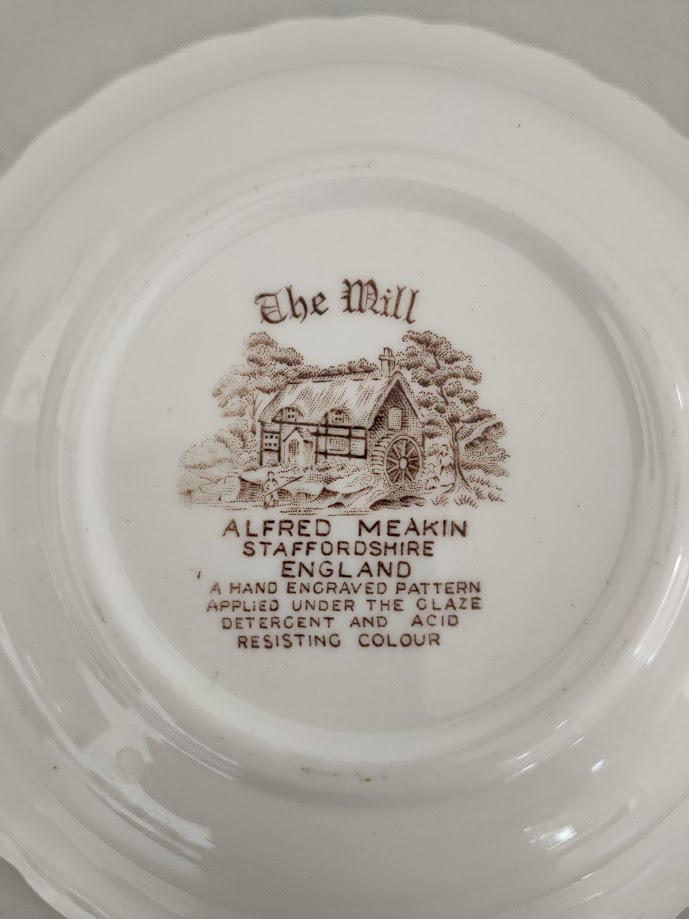 The Mill
ALFRED MEAKIN
STAFFORDSHIRE
ENGLAND
A HAND ENGRAVED PATTERN
APPLIED UNDER THE GLAZE
DETERGENT AND ACID
RESISTING COLOUR